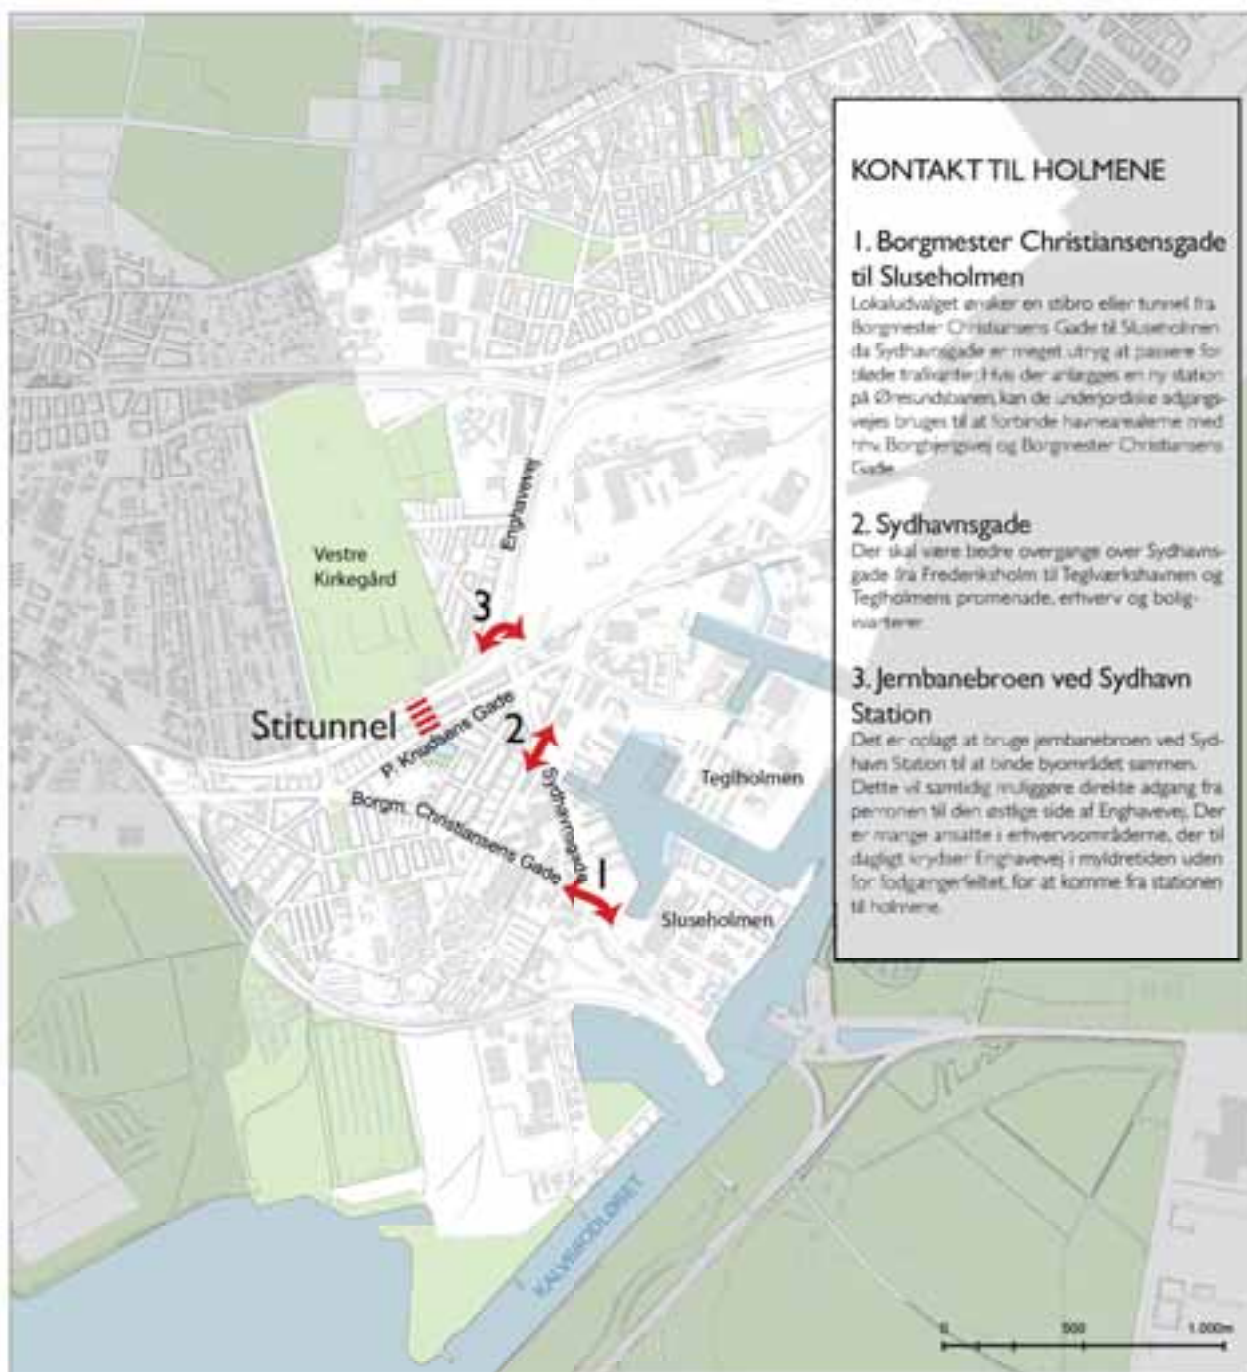 KONTAKT TIL HOLMENE
1. Borgmester Christiansensgade
til Sluseholmen
Lokaludvalget ønsker en stibro eller tunnel fra
Borgmester Christiansens Gade til Sluseholmen
da Sydhavnsgade er meget utryg at passere for
bløde trafikanter. Hvis der anlægges en ny station
på Øresundsbanen, kan de underjordiske adgangs-
vejes bruges til at forbinde havnearealerne med
hhv. Borgbjergsvej og Borgmester Christiansens
Gade.
2. Sydhavnsgade
Der skal være bedre overgange over Sydhavns-
gade fra Frederiksholm til Teglværkshavnen og
Teglholmens promenade, erhverv og bolig-
kvarterer.
3. Jernbanebroen ved Sydhavn
Station
Det er oplagt at bruge jernbanebroen ved Syd-
havn Station til at binde byområdet sammen.
Dette vil samtidig muliggøre direkte adgang fra
perronen til den østlige side af Enghavevej. Der
er mange ansatte i erhvervsområderne, der til
dagligt krydser Enghavevej i myldretiden uden
for fodgængerfeltet, for at komme fra stationen
til holmene.
Enghavevej
Vestre
Kirkegård
3
Stitunnel
P. Knudsens Gade
2
Sydhavnsgade
Teglholmen
Borgm. Christiansens Gade
1
Sluseholmen
KALVEBODLØBET
0 500 1.000m